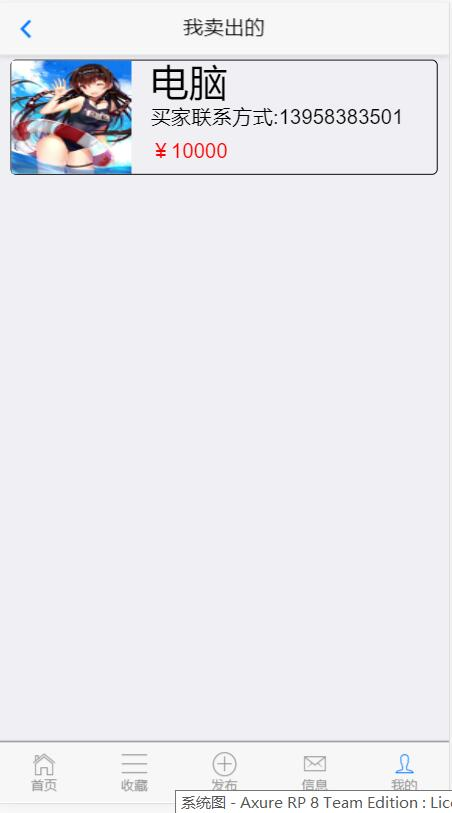 我卖出的
电脑
买家联系方式:13958383501
￥10000
首页 收藏 发布 信息 我的
系统图 - Axure RP 8 Team Edition : Lice